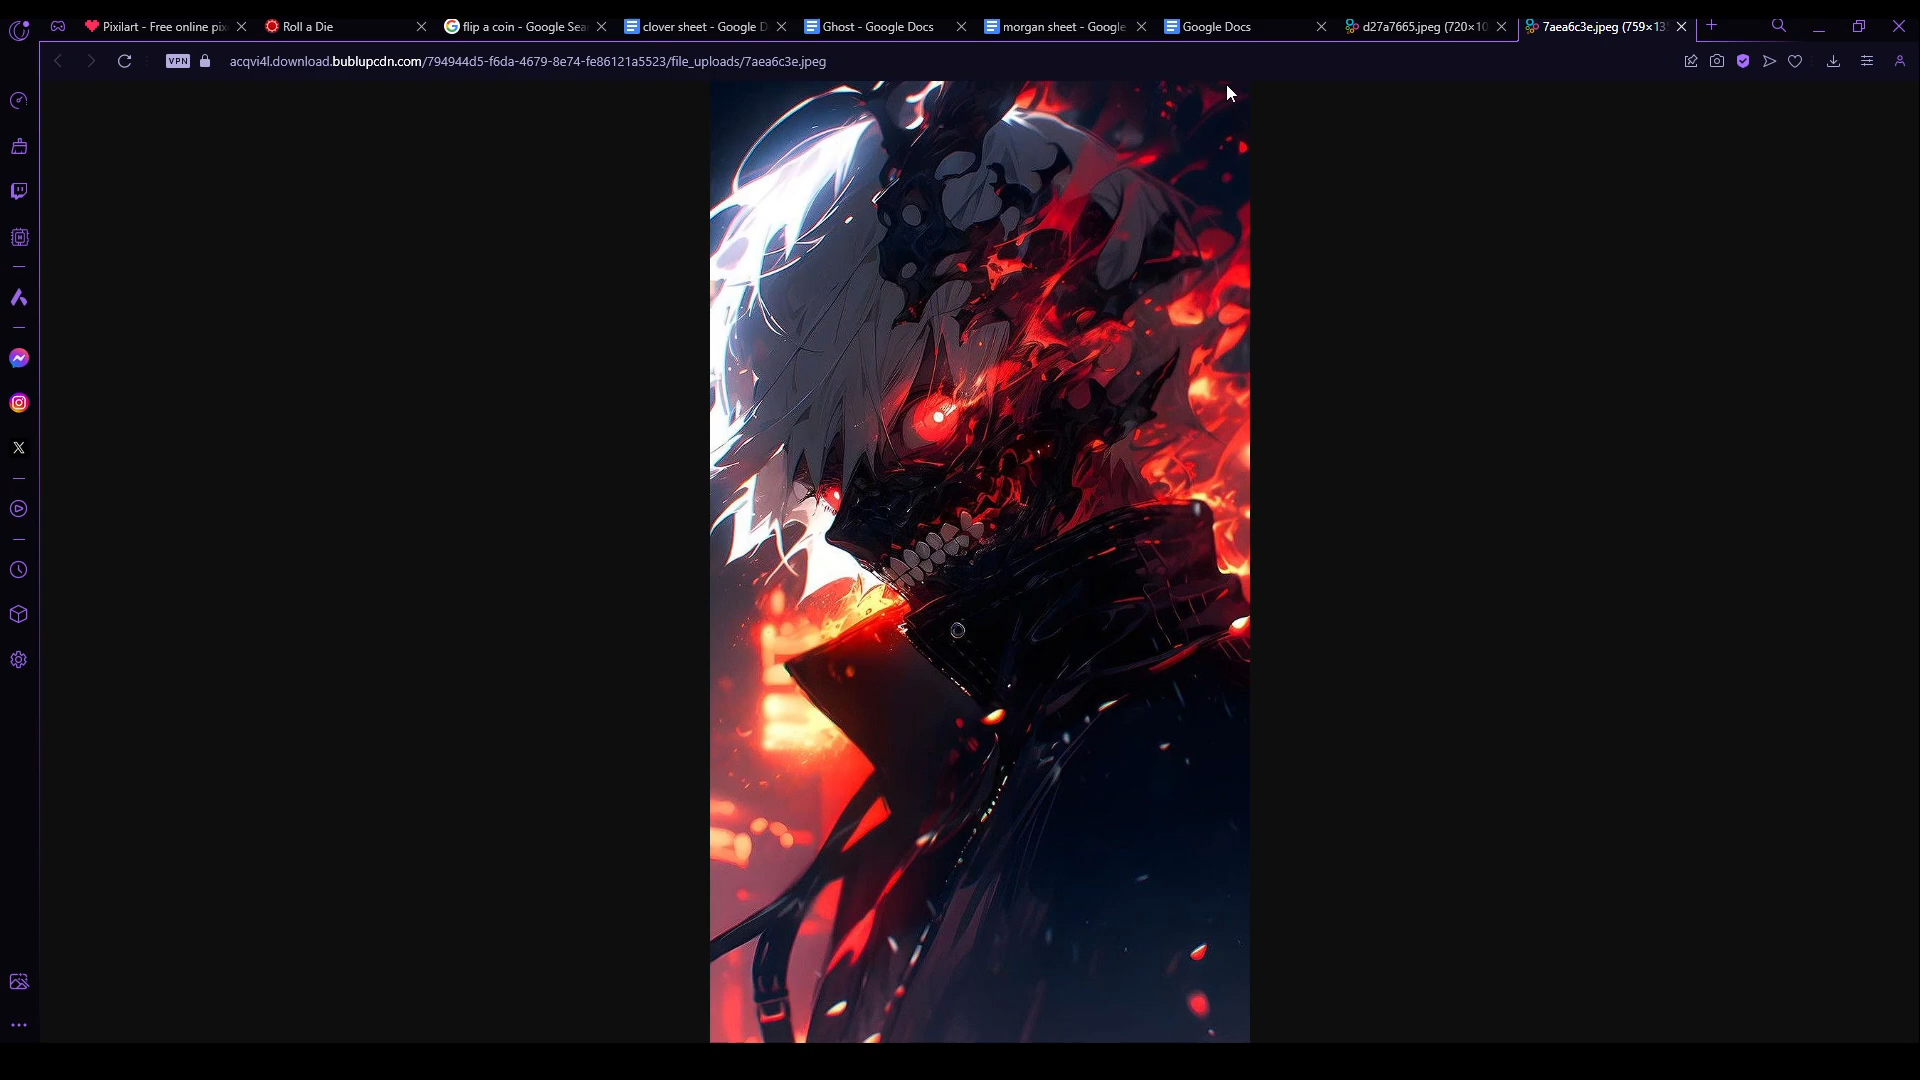 Pixilart - Free online pi
Roll a Die
flip a coin - Google Sea
clover sheet - Google D
Ghost - Google Docs
morgan sheet - Google
Google Docs
d27a7665.jpeg (720×10
7aea6c3e.jpeg (759×13
VPN
acqvi4l.download.bublupcdn.com/794944d5-f6da-4679-8e74-fe86121a5523/file_uploads/7aea6c3e.jpeg